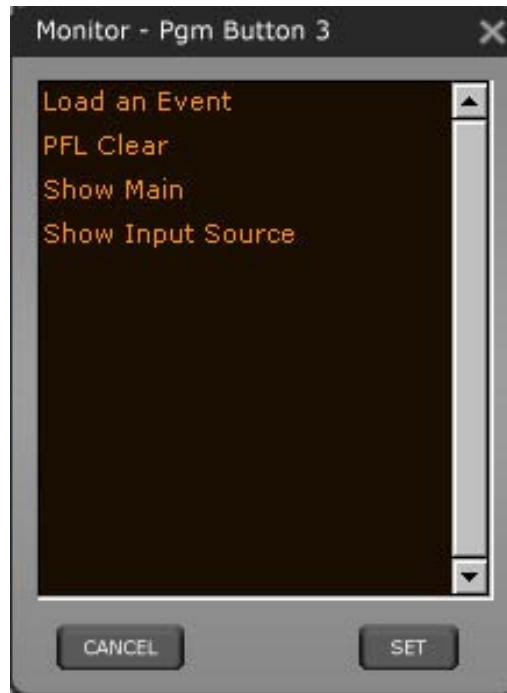 Monitor - Pgm Button 3
Load an Event
PFL Clear
Show Main
Show Input Source
CANCEL
SET